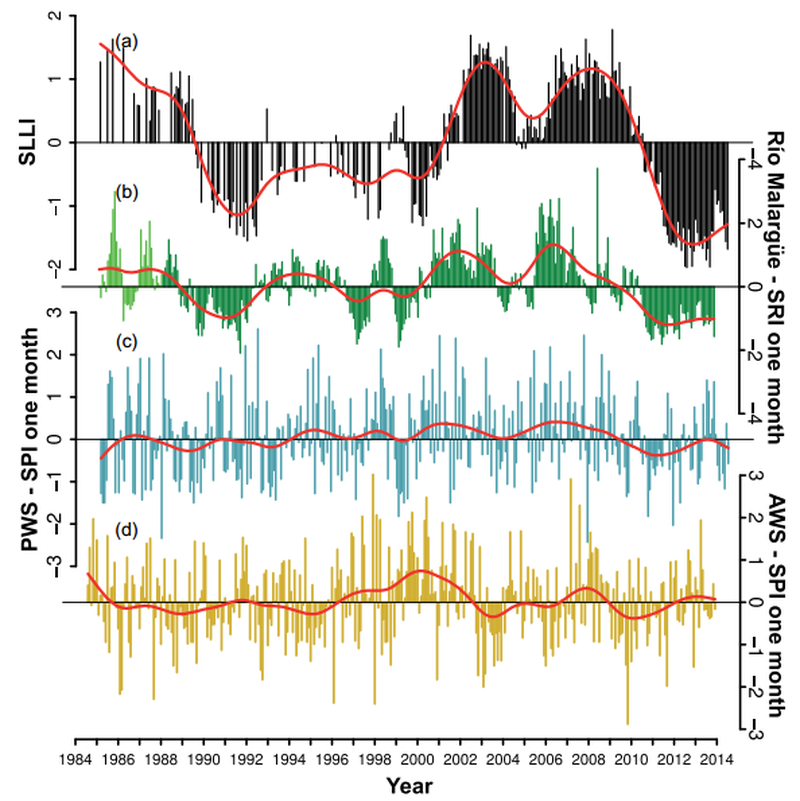 (a)
2
1
0
−1
−2
SLLI
(b)
4
2
0
−2
−4
Río Malargüe - SRI one month
(c)
3
2
1
0
−1
−2
−3
PWS - SPI one month
(d)
3
2
1
0
−1
−2
−3
AWS - SPI one month
1984 1986 1988 1990 1992 1994 1996 1998 2000 2002 2004 2006 2008 2010 2012 2014
Year